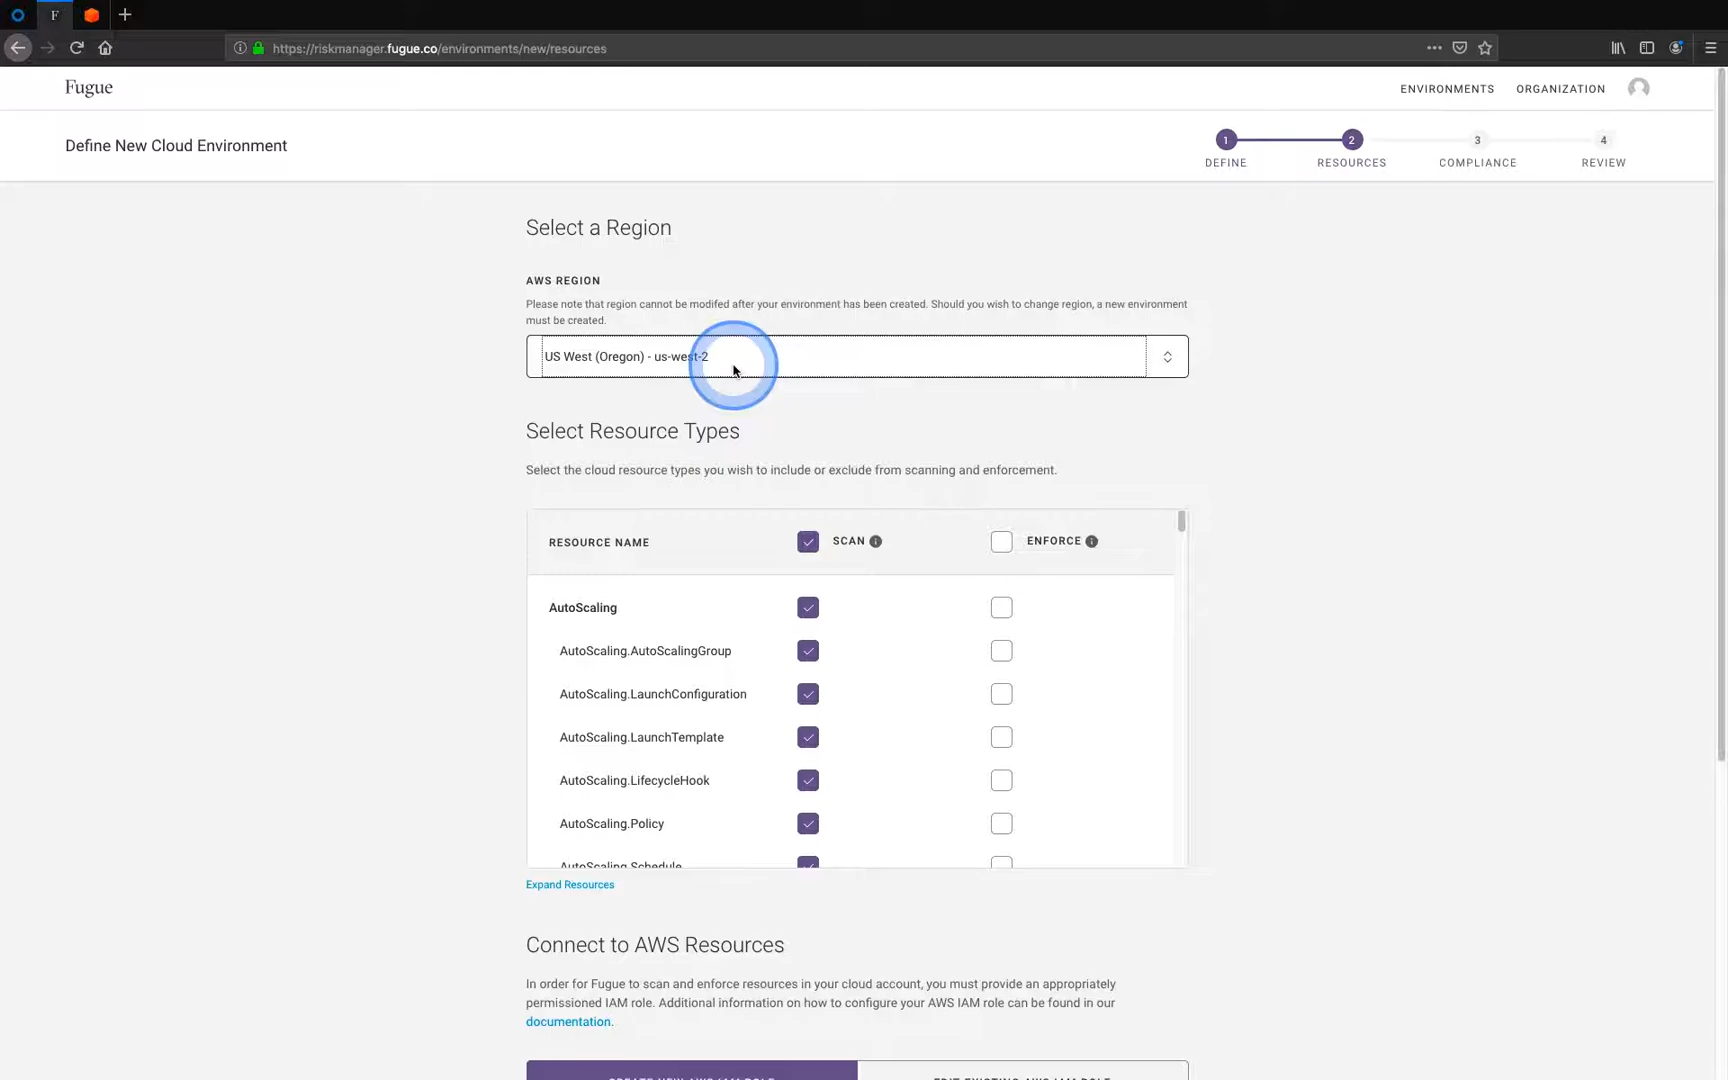 F
https://riskmanager.fugue.co/environments/new/resources
Fugue
ENVIRONMENTS
ORGANIZATION
Define New Cloud Environment
1
2
3
4
DEFINE
RESOURCES
COMPLIANCE
REVIEW
Select a Region
AWS REGION
Please note that region cannot be modifed after your environment has been created. Should you wish to change region, a new environment
must be created.
US West (Oregon) - us-west-2
Select Resource Types
Select the cloud resource types you wish to include or exclude from scanning and enforcement.
RESOURCE NAME
SCAN
ENFORCE
AutoScaling
AutoScaling.AutoScalingGroup
AutoScaling.LaunchConfiguration
AutoScaling.LaunchTemplate
AutoScaling.LifecycleHook
AutoScaling.Policy
AutoScaling.Schedule
Expand Resources
Connect to AWS Resources
In order for Fugue to scan and enforce resources in your cloud account, you must provide an appropriately
permissioned IAM role. Additional information on how to configure your AWS IAM role can be found in our
documentation.
CREATE NEW AWS IAM ROLE
EDIT EXISTING AWS IAM ROLE